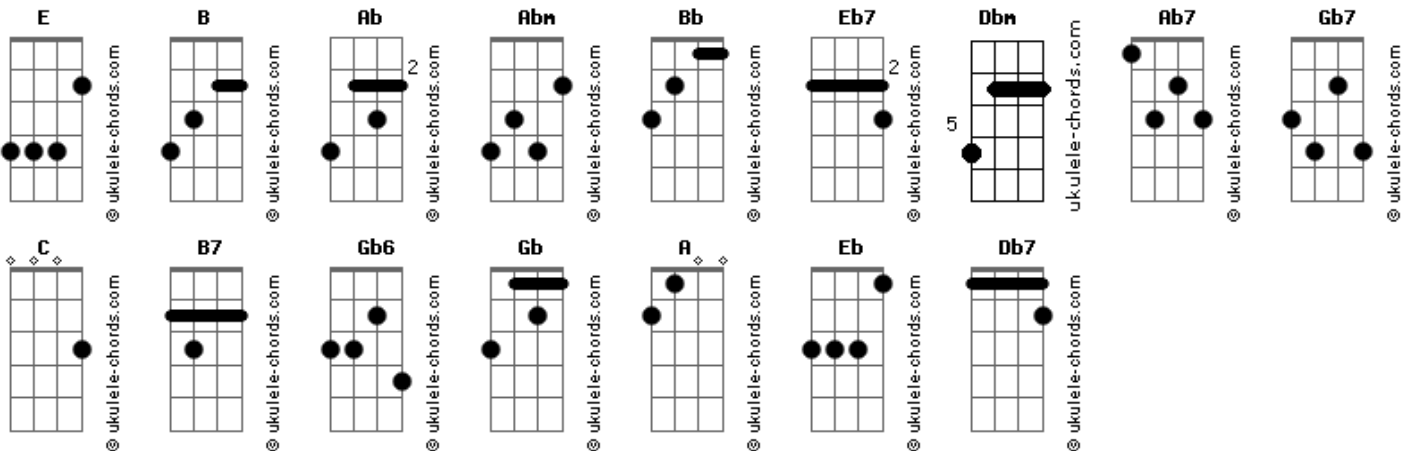 E B Ab Abm Bb Eb7 Dbm Ab7 Gb7
2 2
5
© ukulele-chords.com © ukulele-chords.com © ukulele-chords.com © ukulele-chords.com © ukulele-chords.com © ukulele-chords.com ukulele-chords.com © ukulele-chords.com © ukulele-chords.com
C B7 Gb6 Gb A Eb Db7
© ukulele-chords.com © ukulele-chords.com © ukulele-chords.com © ukulele-chords.com © ukulele-chords.com © ukulele-chords.com © ukulele-chords.com